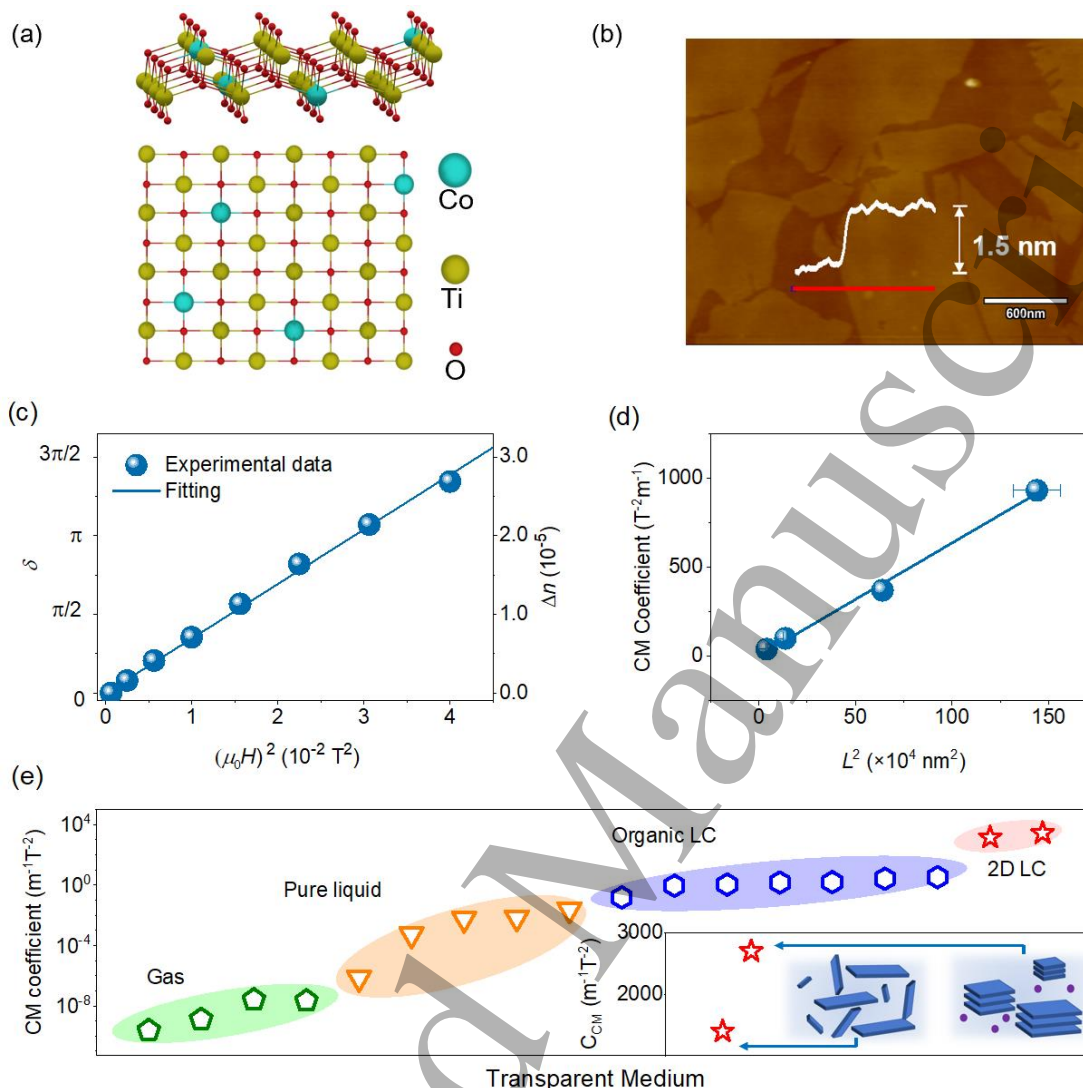 (a)
Co
Ti
O
(b)
1.5 nm
600nm
(c)
3π/2
π
π/2
0
δ
Experimental data
Fitting
3.0
2.0
1.0
0.0
Δn (10⁻⁵)
0 1 2 3 4
(μ₀H)² (10⁻² T²)
(d)
1000
500
0
CM Coefficient (T⁻²m⁻¹)
0 50 100 150
L² (×10⁴ nm²)
(e)
10⁴
10⁰
10⁻⁴
10⁻⁸
CM coefficient (m⁻¹T⁻²)
Gas
Pure liquid
Organic LC
2D LC
3000
2000
C_CM (m⁻¹T⁻²)
Transparent Medium
d Manuscri